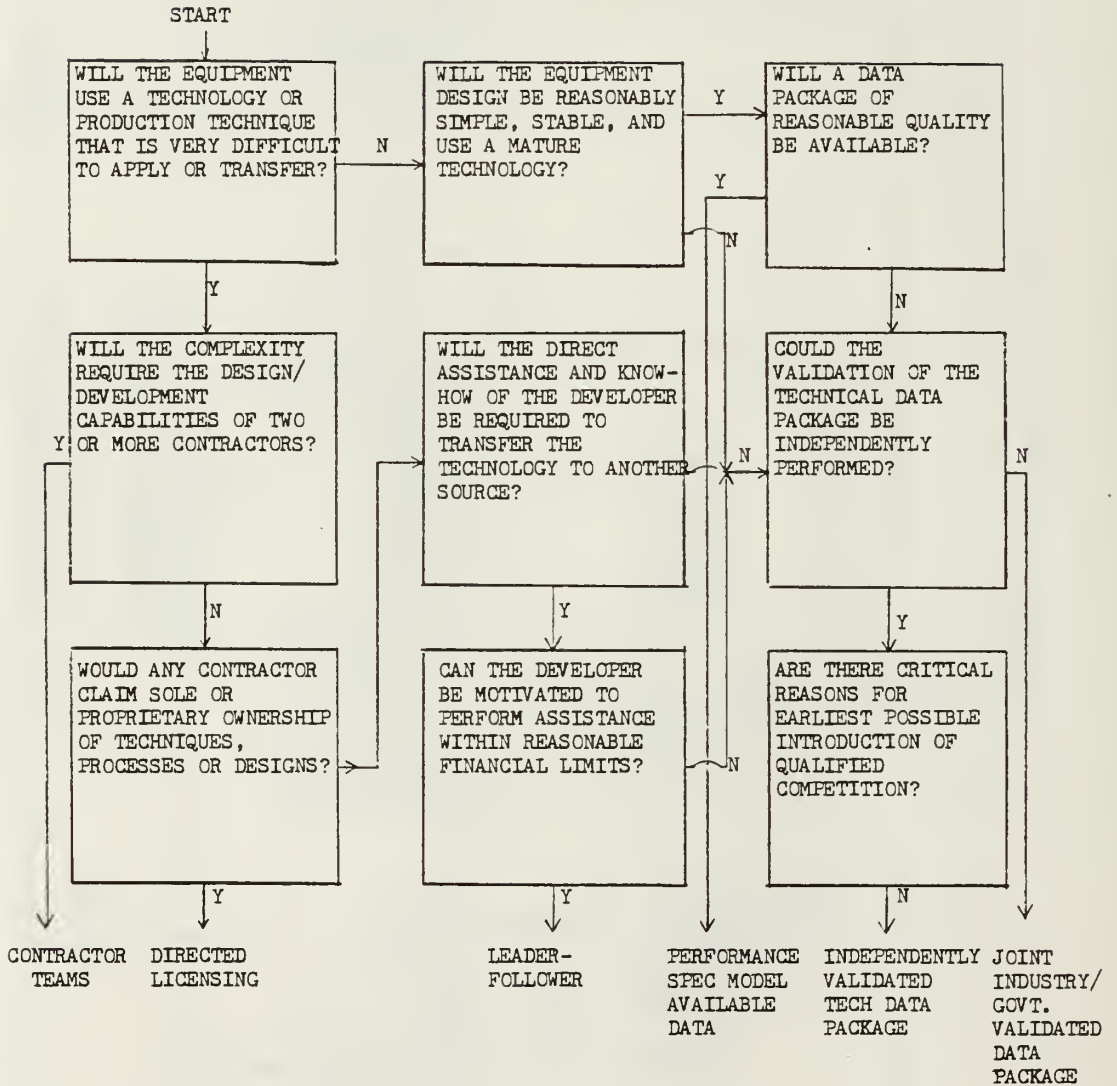 START
WILL THE EQUIPMENT
USE A TECHNOLOGY OR
PRODUCTION TECHNIQUE
THAT IS VERY DIFFICULT
TO APPLY OR TRANSFER?
N
Y
WILL THE EQUIPMENT
DESIGN BE REASONABLY
SIMPLE, STABLE, AND
USE A MATURE
TECHNOLOGY?
Y
N
WILL A DATA
PACKAGE OF
REASONABLE QUALITY
BE AVAILABLE?
Y
N
WILL THE COMPLEXITY
REQUIRE THE DESIGN/
DEVELOPMENT
CAPABILITIES OF TWO
OR MORE CONTRACTORS?
Y
N
WILL THE DIRECT
ASSISTANCE AND KNOW-
HOW OF THE DEVELOPER
BE REQUIRED TO
TRANSFER THE
TECHNOLOGY TO ANOTHER
SOURCE?
N
Y
COULD THE
VALIDATION OF THE
TECHNICAL DATA
PACKAGE BE
INDEPENDENTLY
PERFORMED?
N
Y
WOULD ANY CONTRACTOR
CLAIM SOLE OR
PROPRIETARY OWNERSHIP
OF TECHNIQUES,
PROCESSES OR DESIGNS?
Y
CAN THE DEVELOPER
BE MOTIVATED TO
PERFORM ASSISTANCE
WITHIN REASONABLE
FINANCIAL LIMITS?
N
Y
ARE THERE CRITICAL
REASONS FOR
EARLIEST POSSIBLE
INTRODUCTION OF
QUALIFIED
COMPETITION?
N
CONTRACTOR
TEAMS
DIRECTED
LICENSING
LEADER-
FOLLOWER
PERFORMANCE
SPEC MODEL
AVAILABLE
DATA
INDEPENDENTLY
VALIDATED
TECH DATA
PACKAGE
JOINT
INDUSTRY/
GOVT.
VALIDATED
DATA
PACKAGE